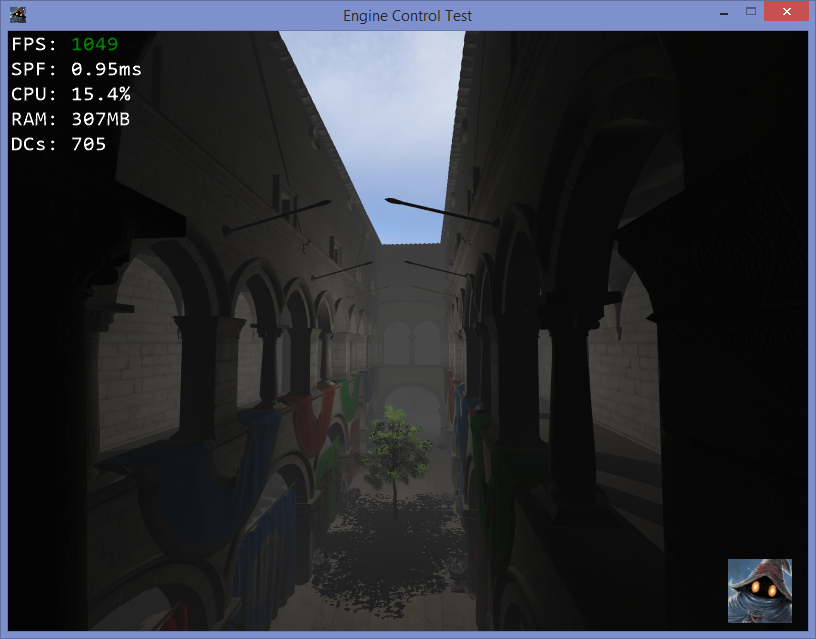 Engine Control Test
FPS: 1049
SPF: 0.95ms
CPU: 15.4%
RAM: 307MB
DCs: 705